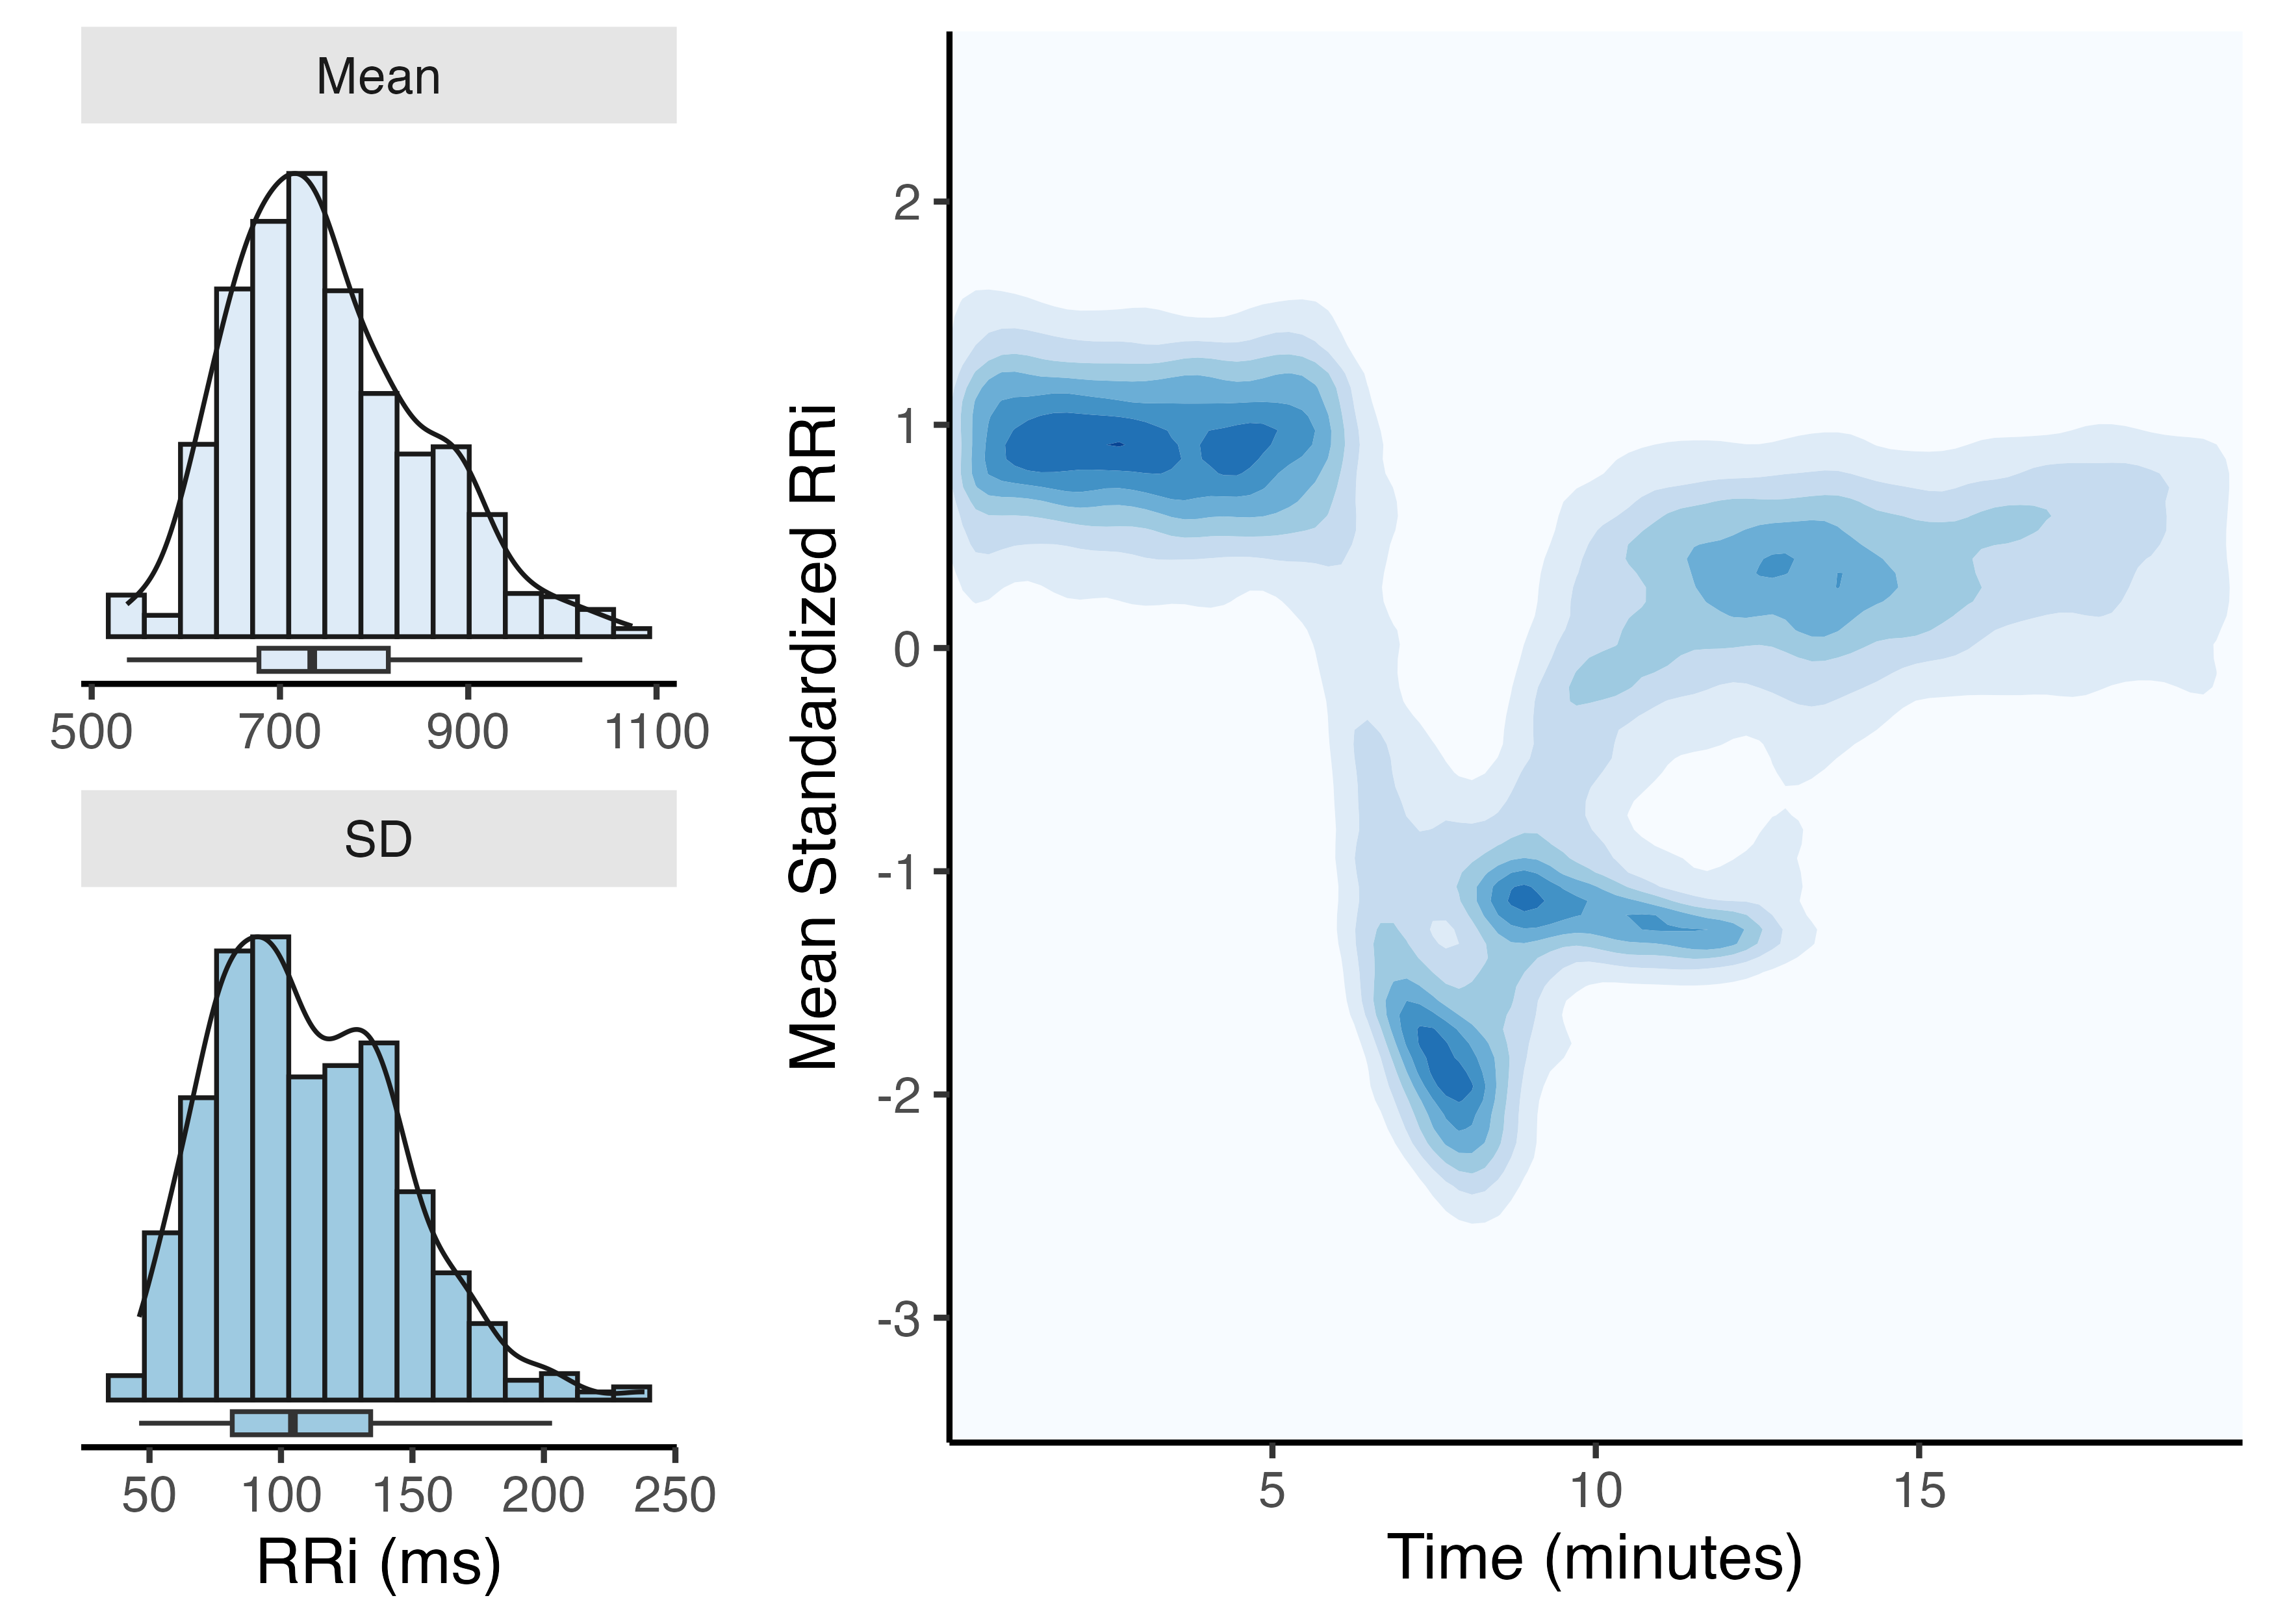 Mean
500 700 900 1100
SD
50 100 150 200 250
RRi (ms)
Mean Standardized RRi
2
1
0
-1
-2
-3
5 10 15
Time (minutes)